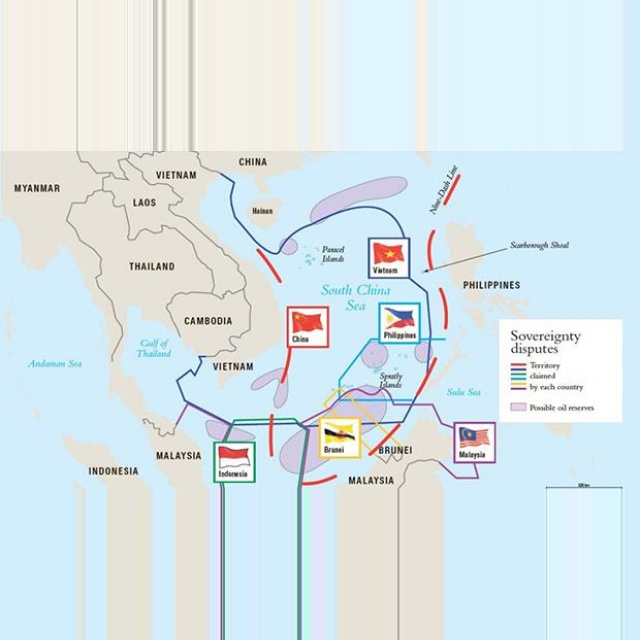 CHINA
VIETNAM
MYANMAR
LAOS
Hainan
Nine-Dash Line
Paracel
Islands
Scarborough Shoal
THAILAND
Vietnam
South China
Sea
PHILIPPINES
CAMBODIA
China
Philippines
Gulf of
Thailand
Andaman Sea
VIETNAM
Spratly
Islands
Sulu Sea
Sovereignty
disputes
Territory
claimed
by each country
Possible oil reserves
MALAYSIA
INDONESIA
Indonesia
Brunei
BRUNEI
Malaysia
MALAYSIA